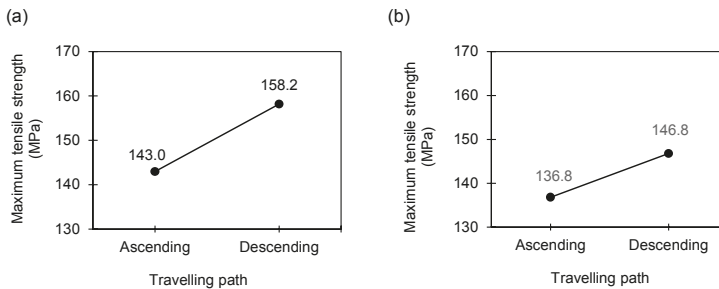 (a)
Maximum tensile strength
(MPa)
170
160
150
140
130
143.0
158.2
Ascending
Descending
Travelling path
(b)
Maximum tensile strength
(MPa)
170
160
150
140
130
136.8
146.8
Ascending
Descending
Travelling path